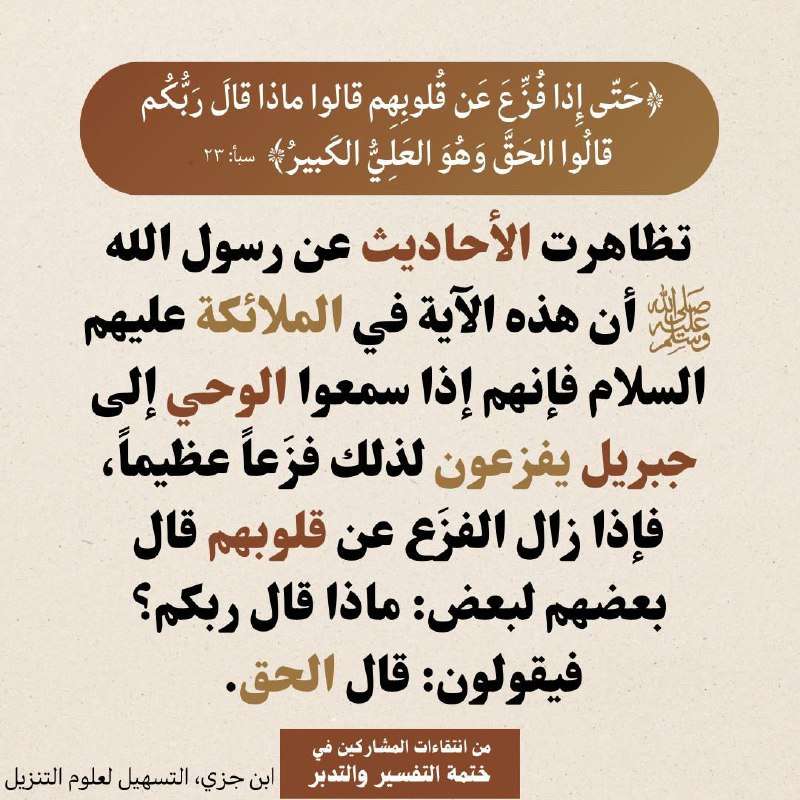 ﴿حَتّى إِذا فُزِّعَ عَن قُلوبِهِم قالوا ماذا قالَ رَبُّكُم
قالُوا الحَقَّ وَهُوَ العَلِيُّ الكَبيرُ﴾ سبأ: ٢٣
تظاهرت الأحاديث عن رسول الله
ﷺ أن هذه الآية في الملائكة عليهم
السلام فإنهم إذا سمعوا الوحي إلى
جبريل يفزعون لذلك فزَعاً عظيماً،
فإذا زال الفزَع عن قلوبهم قال
بعضهم لبعض: ماذا قال ربكم؟
فيقولون: قال الحق.
من انتقاءات المشاركين في
ختمة التفسير والتدبر
ابن جزي، التسهيل لعلوم التنزيل